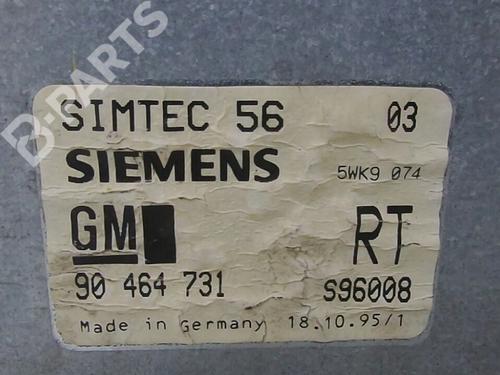 B-PARTS
SIMTEC 56 03
SIEMENS 5WK9 074
GM RT
90 464 731 S96008
Made in Germany 18.10.95/1